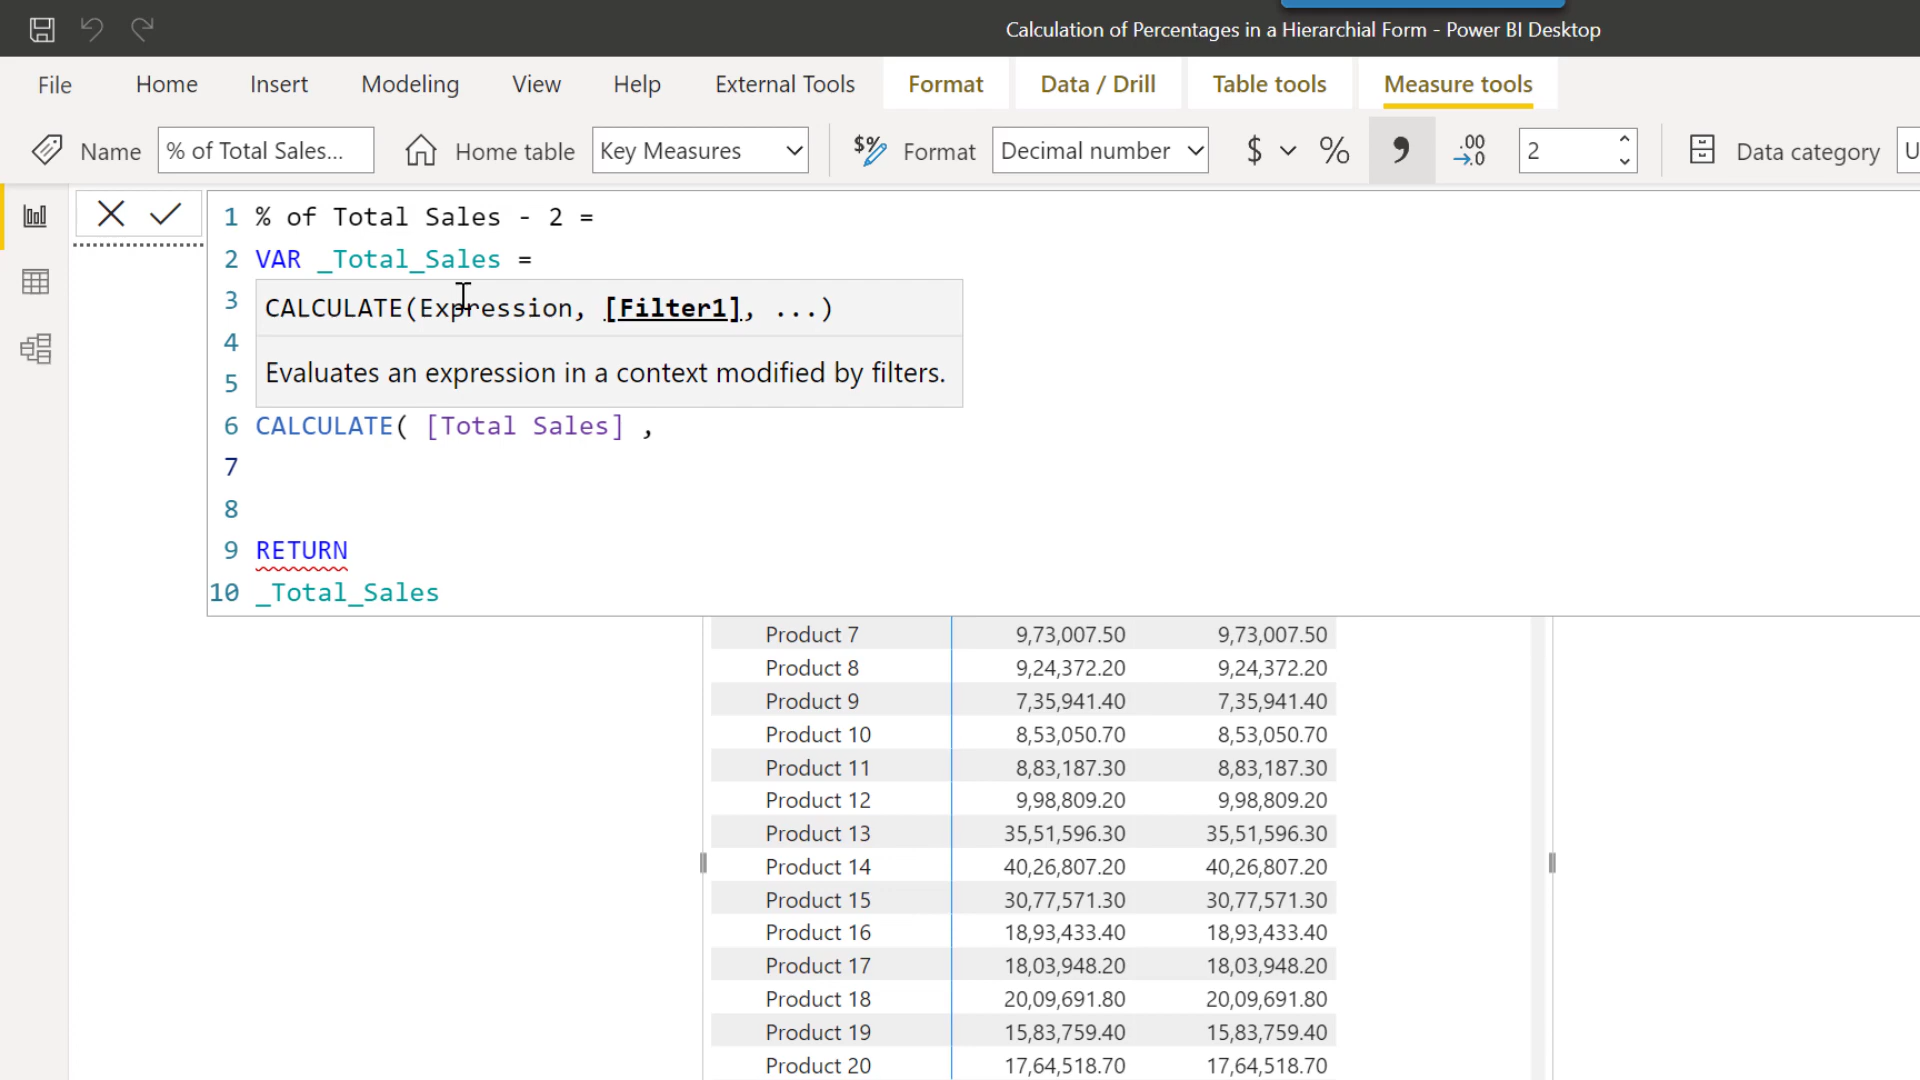 Calculation of Percentages in a Hierarchial Form - Power BI Desktop
File Home Insert Modeling View Help External Tools Format Data / Drill Table tools Measure tools
Name % of Total Sales... Home table Key Measures $% Format Decimal number $ % , .00 .0 2 Data category U
1 % of Total Sales - 2 =
2 VAR _Total_Sales =
3 CALCULATE(Expression, [Filter1], ...)
4
Evaluates an expression in a context modified by filters.
5
6 CALCULATE( [Total Sales] ,
7
8
9 RETURN
10 _Total_Sales
Product 7 9,73,007.50 9,73,007.50
Product 8 9,24,372.20 9,24,372.20
Product 9 7,35,941.40 7,35,941.40
Product 10 8,53,050.70 8,53,050.70
Product 11 8,83,187.30 8,83,187.30
Product 12 9,98,809.20 9,98,809.20
Product 13 35,51,596.30 35,51,596.30
Product 14 40,26,807.20 40,26,807.20
Product 15 30,77,571.30 30,77,571.30
Product 16 18,93,433.40 18,93,433.40
Product 17 18,03,948.20 18,03,948.20
Product 18 20,09,691.80 20,09,691.80
Product 19 15,83,759.40 15,83,759.40
Product 20 17,64,518.70 17,64,518.70